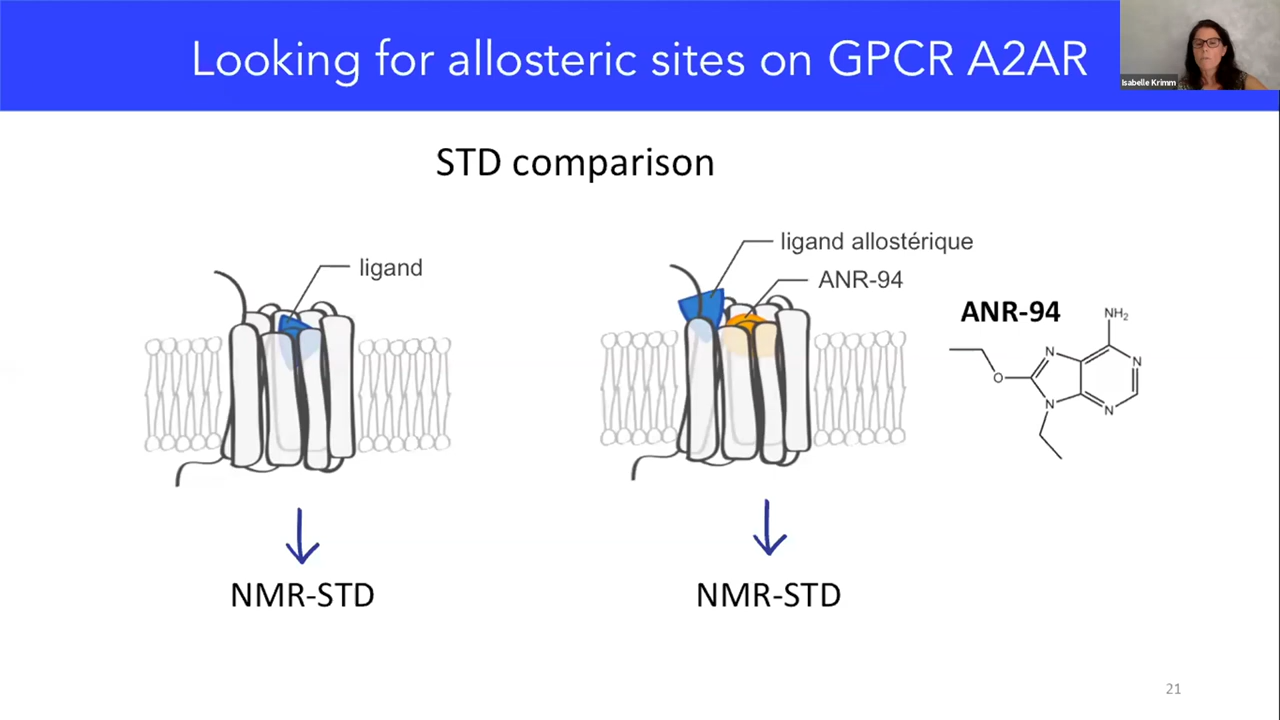 Looking for allosteric sites on GPCR A2AR
Isabelle Krimm
STD comparison
ligand
ligand allostérique
ANR-94
ANR-94
NH₂
N
N
O
N
N
NMR-STD
NMR-STD
21